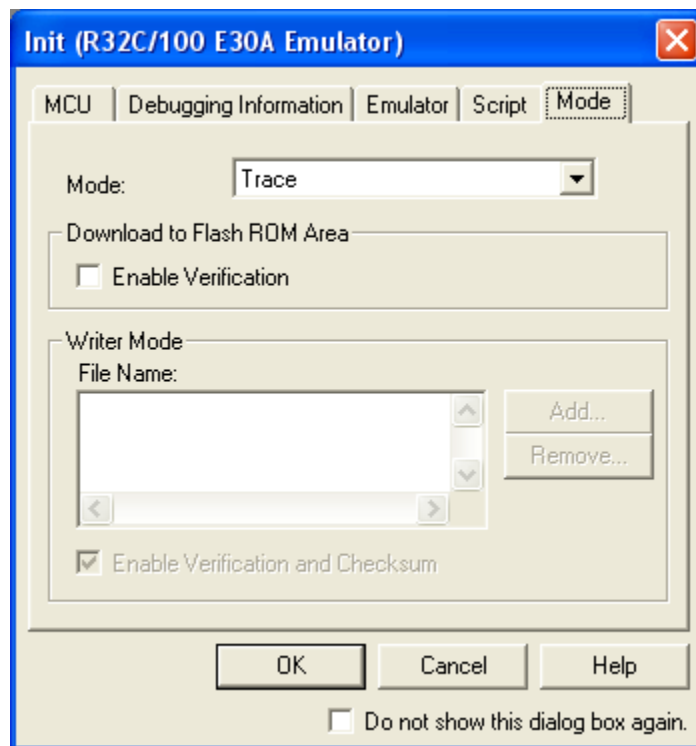 Init (R32C/100 E30A Emulator)
MCU Debugging Information Emulator Script Mode
Mode: Trace
Download to Flash ROM Area
Enable Verification
Writer Mode
File Name:
Add...
Remove...
Enable Verification and Checksum
OK Cancel Help
Do not show this dialog box again.